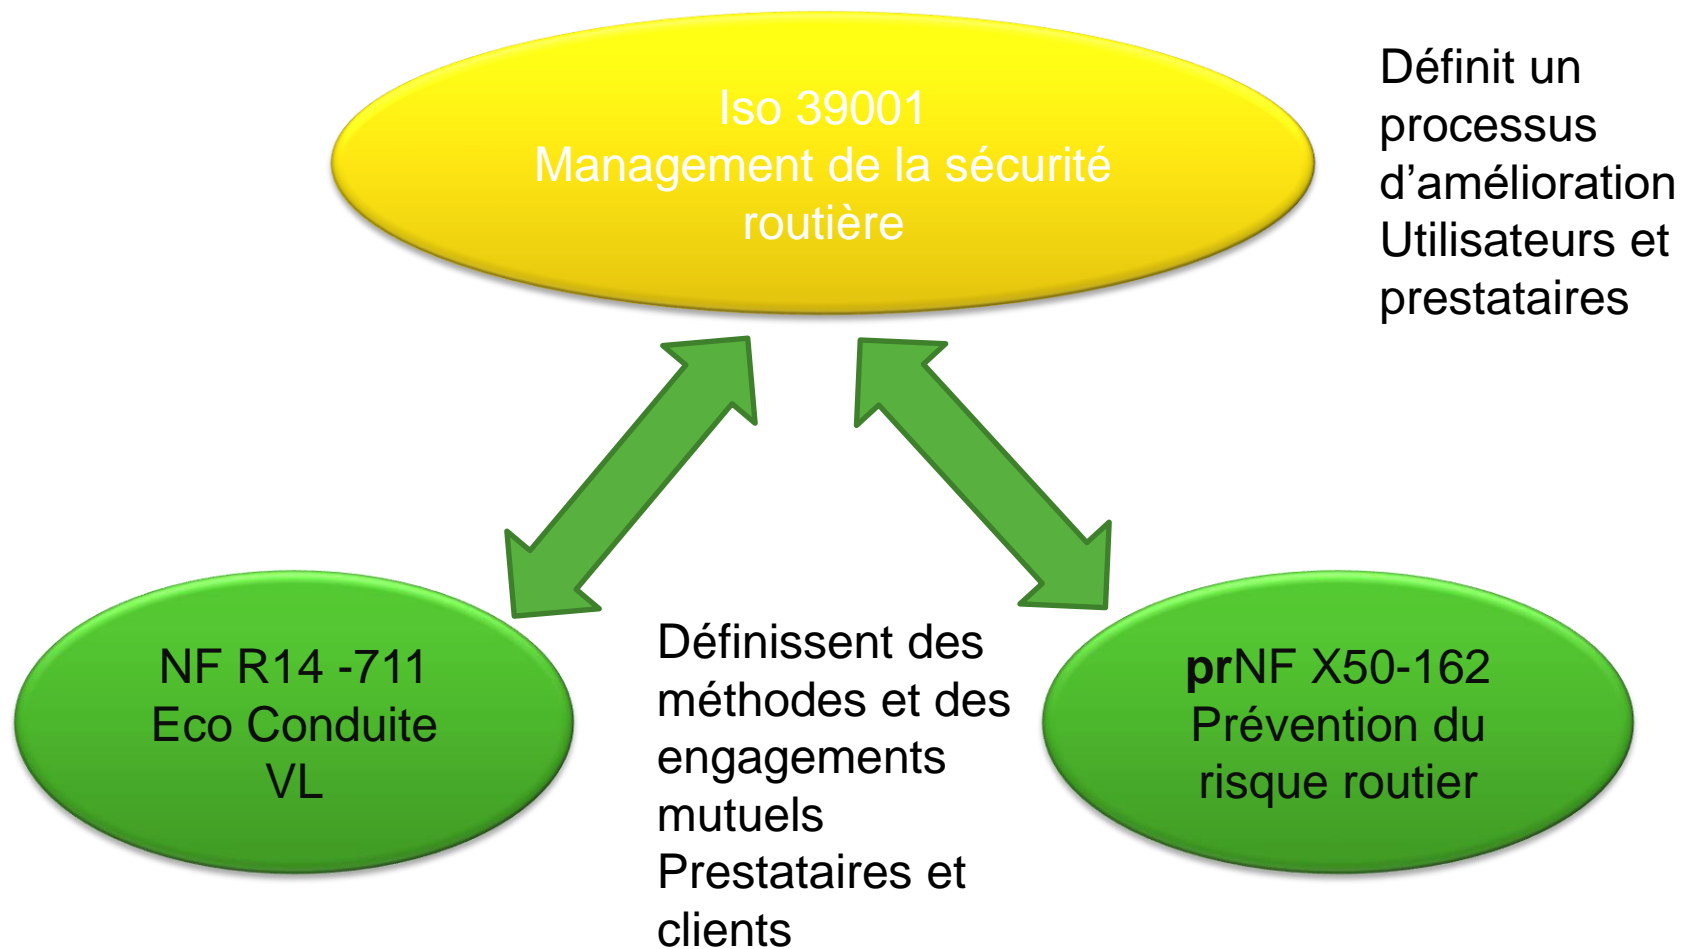 Iso 39001
Management de la sécurité
routière
Définit un
processus
d’amélioration
Utilisateurs et
prestataires
NF R14 -711
Eco Conduite
VL
Définissent des
méthodes et des
engagements
mutuels
Prestataires et
clients
prNF X50-162
Prévention du
risque routier